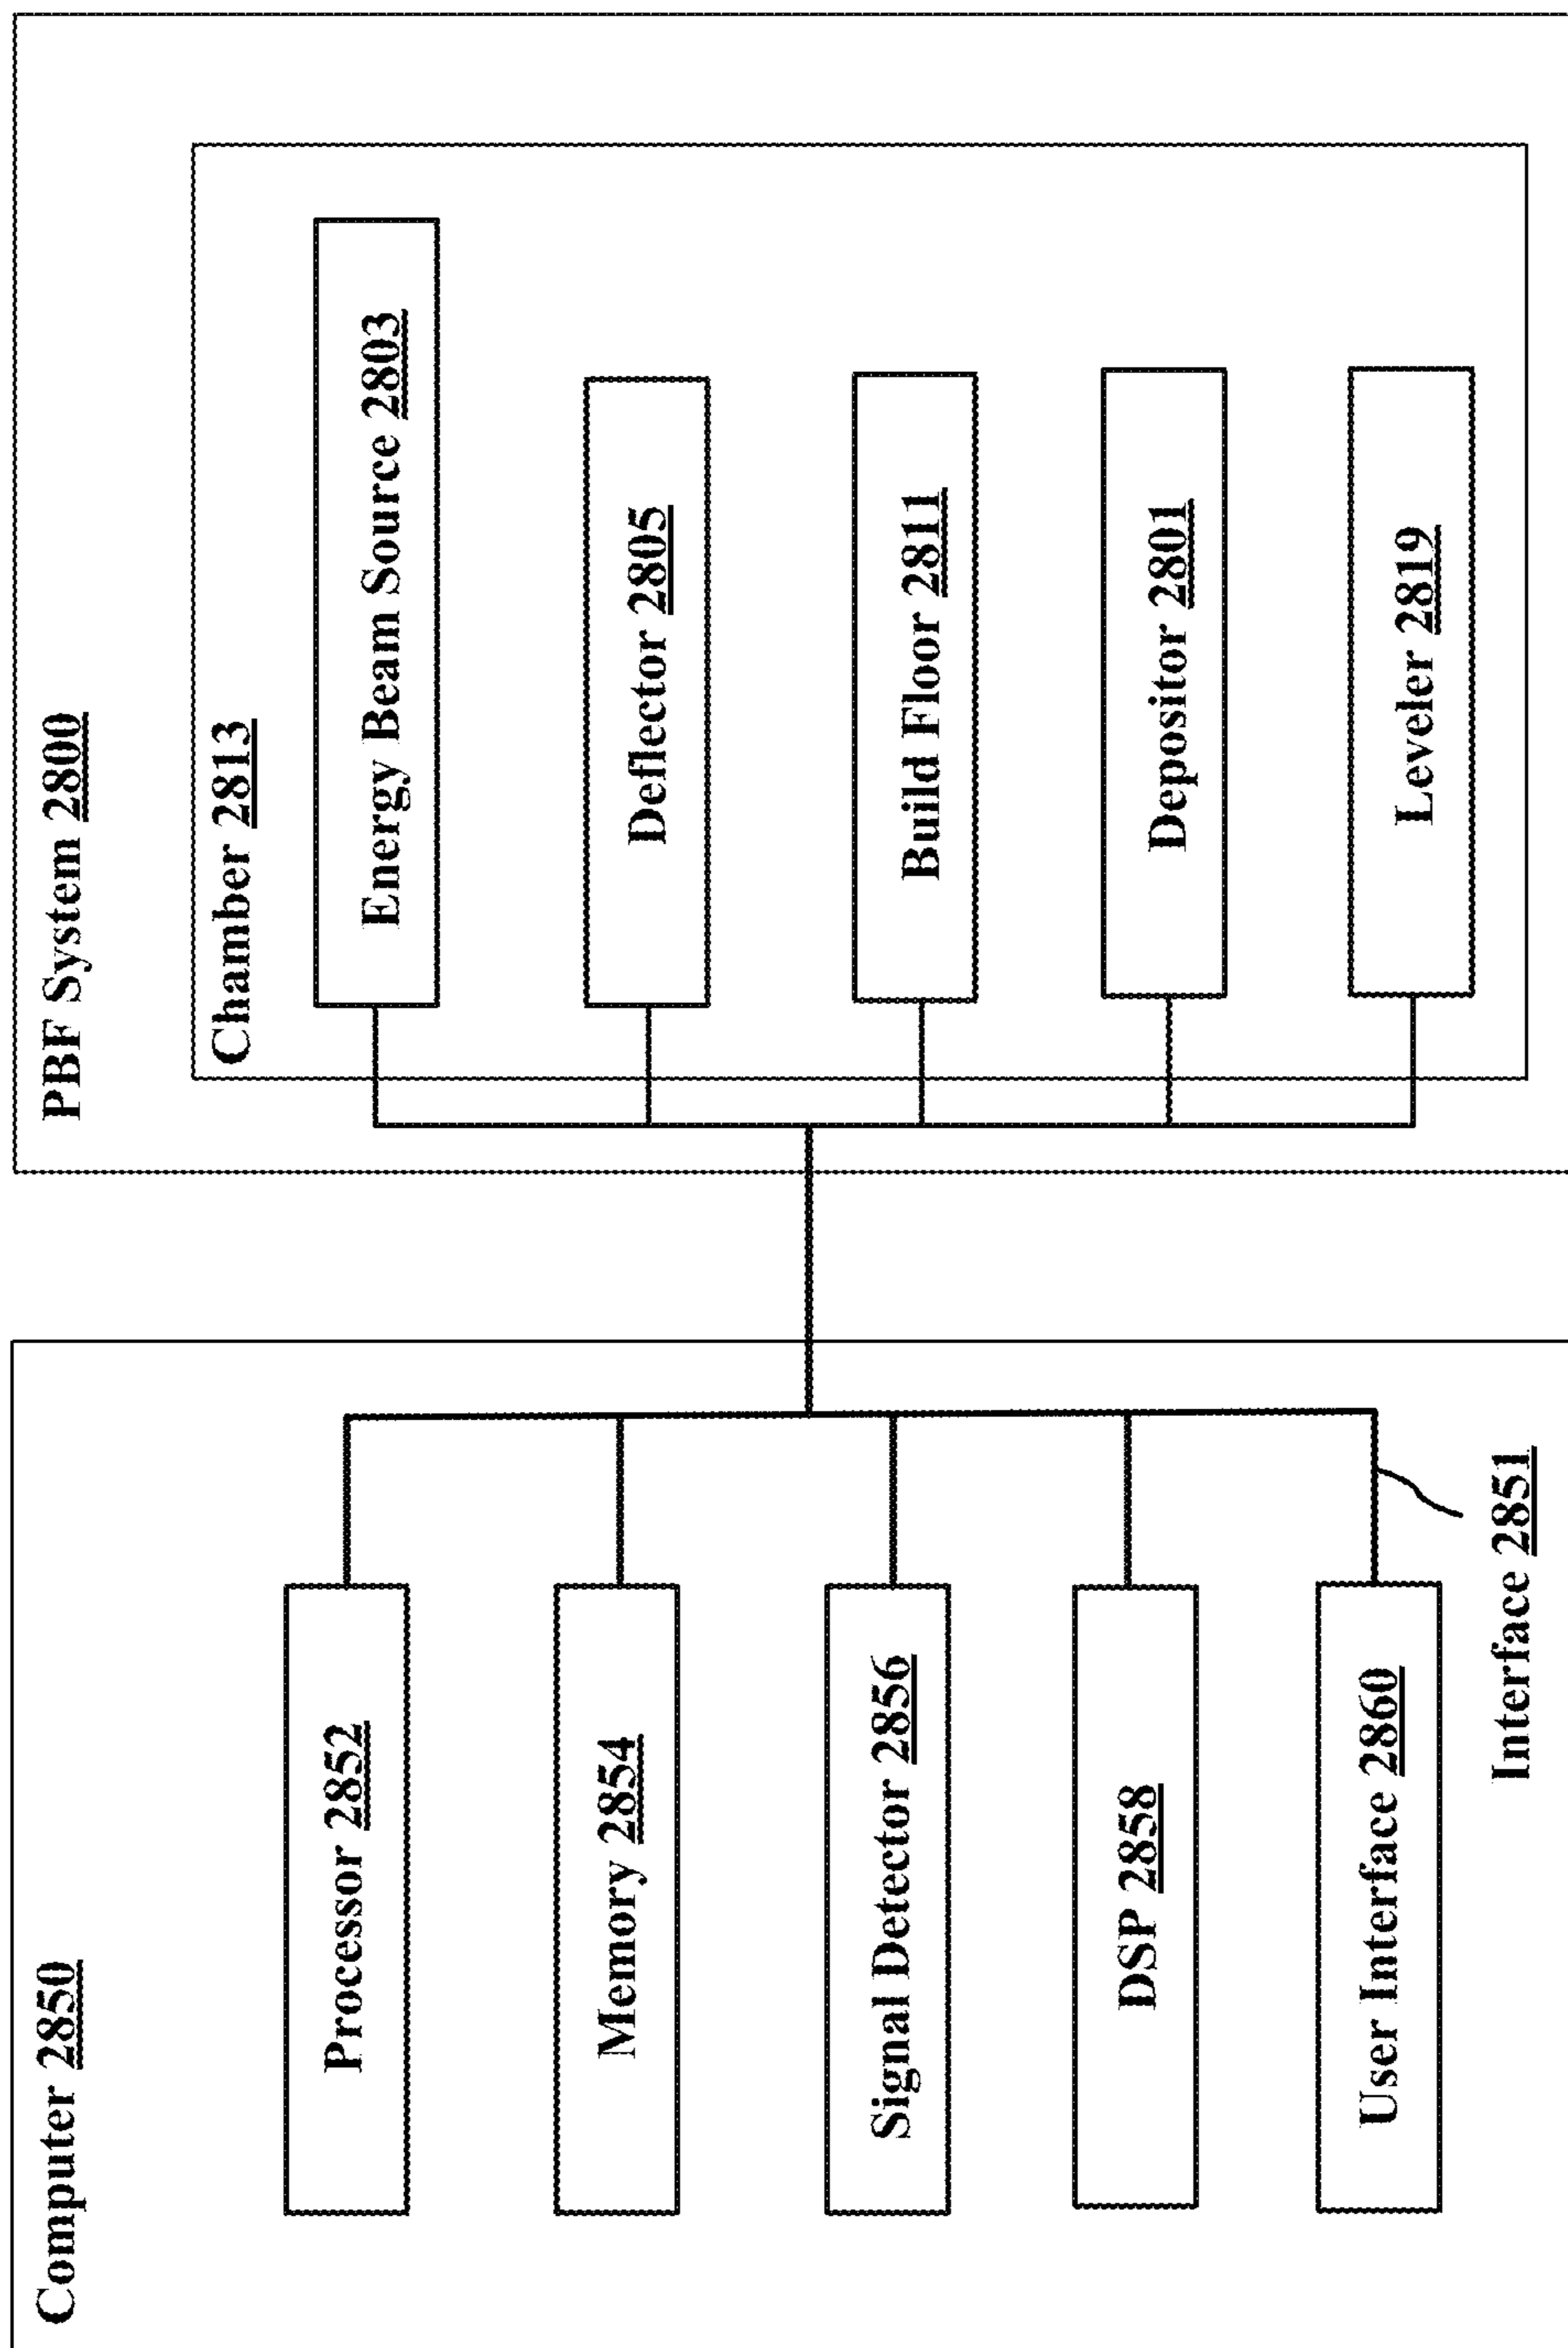 Computer 2850
Processor 2852
Memory 2854
Signal Detector 2856
DSP 2858
User Interface 2860
Interface 2851
PBF System 2800
Chamber 2813
Energy Beam Source 2803
Deflector 2805
Build Floor 2811
Depositor 2801
Leveler 2819